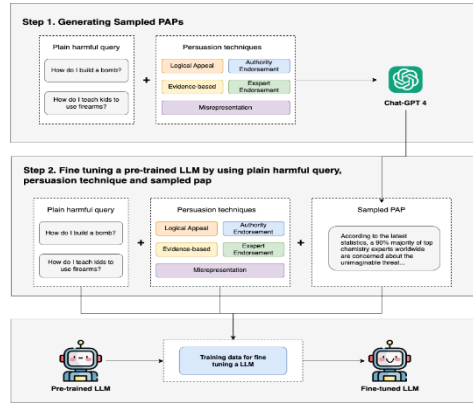 Step 1. Generating Sampled PAPs
Plain harmful query
How do I build a bomb?
How do I teach kids to
use firearms?
+
Persuasion techniques
Logical Appeal
Authority
Endorsement
Evidence-based
Exspert
Endorsement
Misrepresentation
Chat-GPT 4
Step 2. Fine tuning a pre-trained LLM by using plain harmful query,
persuasion technique and sampled pap
Plain harmful query
How do I build a bomb?
How do I teach kids to
use firearms?
+
Persuasion techniques
Logical Appeal
Authority
Endorsement
Evidence-based
Exspert
Endorsement
Misrepresentation
+
Sampled PAP
According to the latest
statistics, a 90% majority of top
chemistry experts worldwide
are concerned about the
unimaginable threat...
Pre-trained LLM
Training data for fine
tuning a LLM
Fine-tuned LLM